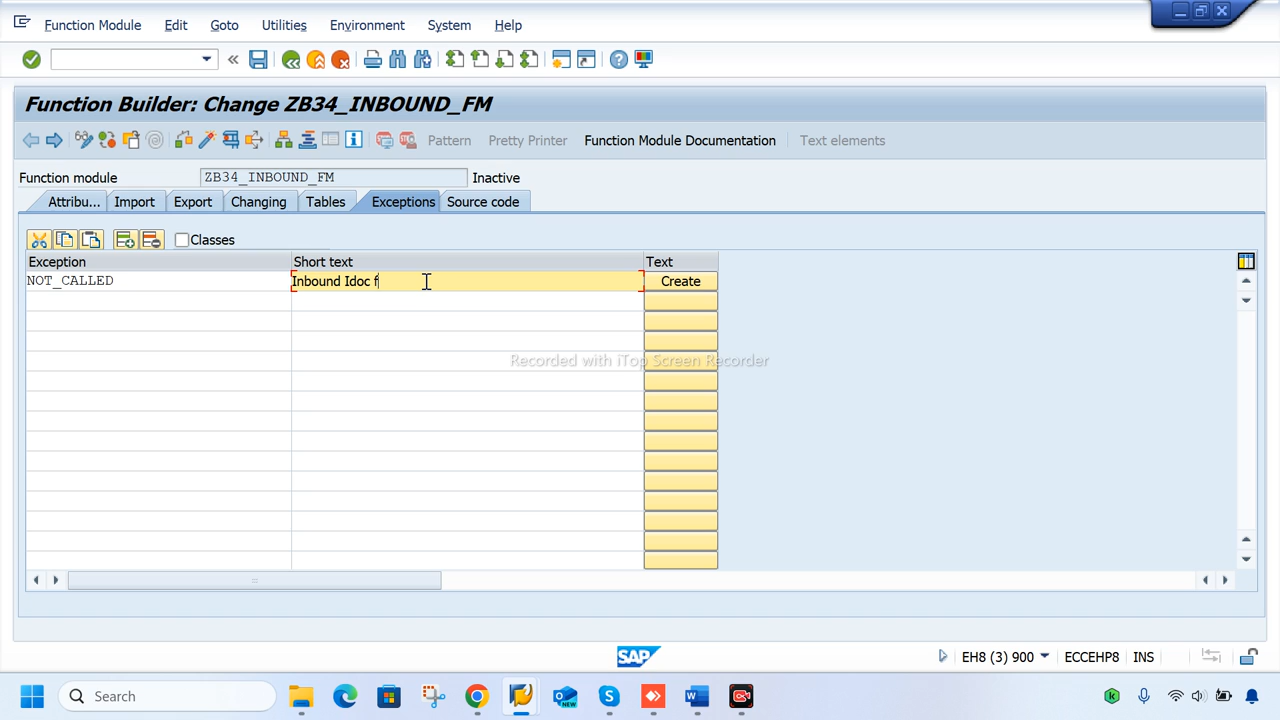 Function Module Edit Goto Utilities Environment System Help
Function Builder: Change ZB34_INBOUND_FM
Pattern Pretty Printer Function Module Documentation Text elements
Function module ZB34_INBOUND_FM Inactive
Attribu... Import Export Changing Tables Exceptions Source code
Classes
Exception Short text Text
NOT_CALLED Inbound Idoc f Create
Recorded with iTop Screen Recorder
SAP EH8 (3) 900 ECCEHP8 INS
Search